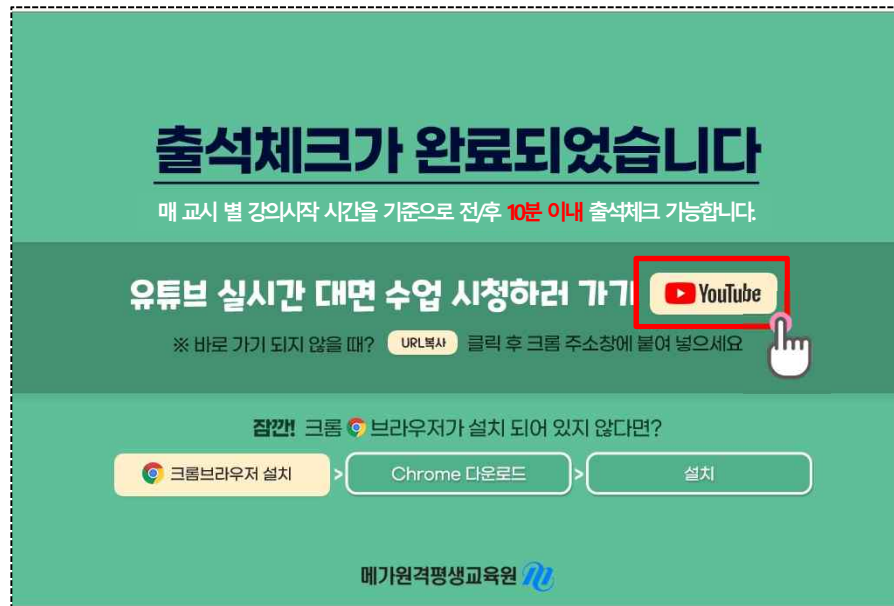 출석체크가 완료되었습니다
매 교시 별 강의시작 시간을 기준으로 전/후 10분 이내 출석체크 가능합니다.
유튜브 실시간 대면 수업 시청하러 가기 YouTube
※ 바로 가기 되지 않을 때? URL복사 클릭 후 크롬 주소창에 붙여 넣으세요
잠깐! 크롬 브라우저가 설치 되어 있지 않다면?
크롬브라우저 설치 > Chrome 다운로드 > 설치
메가원격평생교육원